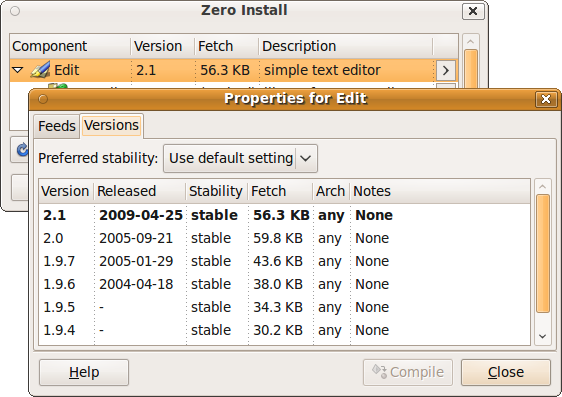 Zero Install
Component Version Fetch Description
Edit 2.1 56.3 KB simple text editor
Properties for Edit
Feeds Versions
Preferred stability: Use default setting
Version Released Stability Fetch Arch Notes
2.1 2009-04-25 stable 56.3 KB any None
2.0 2005-09-21 stable 59.8 KB any None
1.9.7 2005-01-29 stable 43.6 KB any None
1.9.6 2004-04-18 stable 38.0 KB any None
1.9.5 - stable 34.3 KB any None
1.9.4 - stable 30.2 KB any None
Help Compile Close